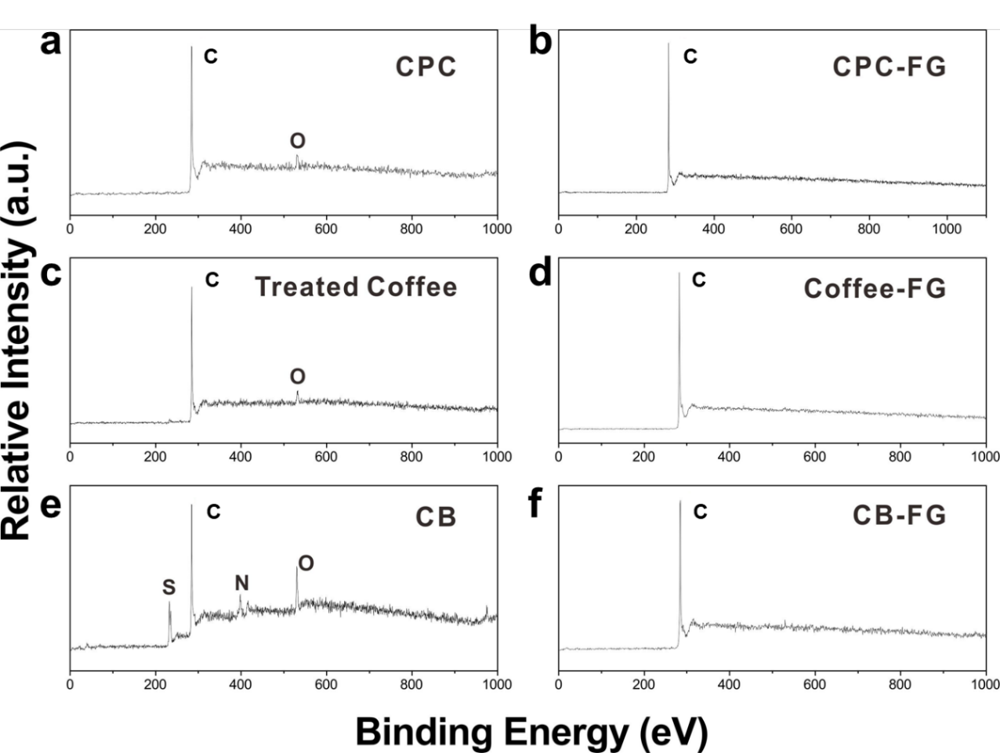 Relative Intensity (a.u.)
a
CPC
C
O
0 200 400 600 800 1000
b
CPC-FG
C
0 200 400 600 800 1000
c
Treated Coffee
C
O
0 200 400 600 800 1000
d
Coffee-FG
C
0 200 400 600 800 1000
e
CB
S
C
N
O
0 200 400 600 800 1000
f
CB-FG
C
0 200 400 600 800 1000
Binding Energy (eV)